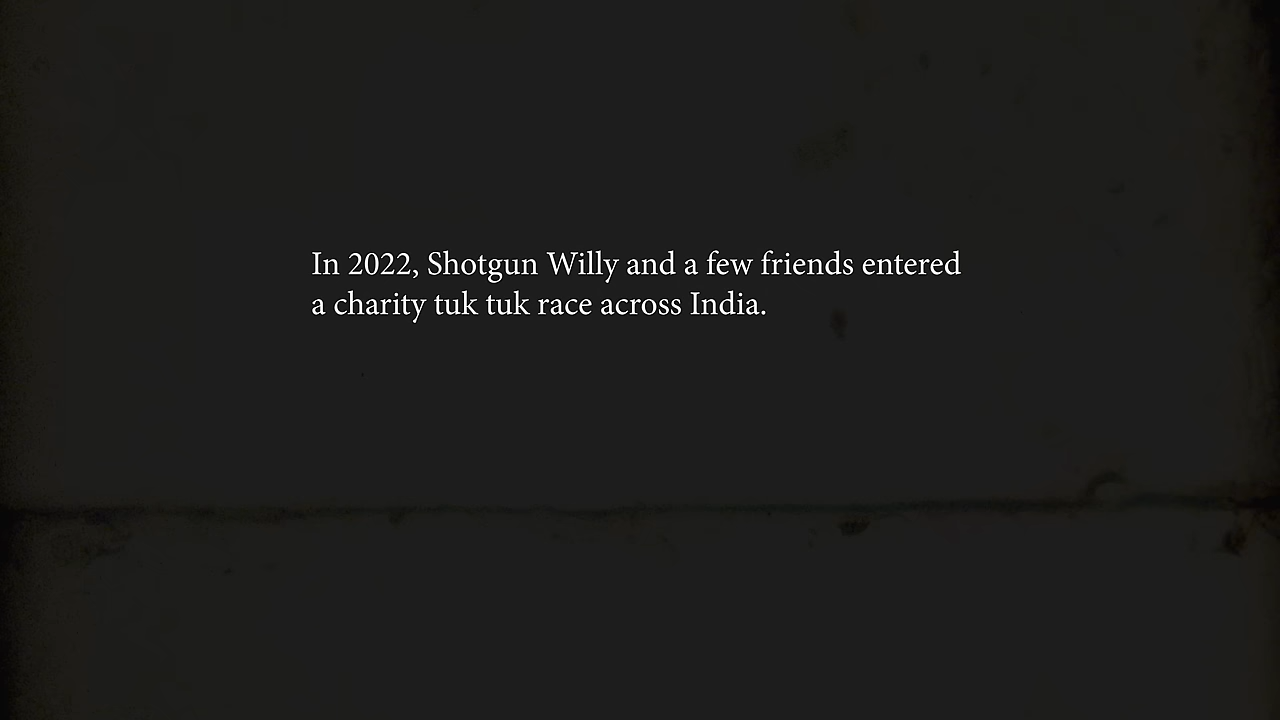 In 2022, Shotgun Willy and a few friends entered
a charity tuk tuk race across India.